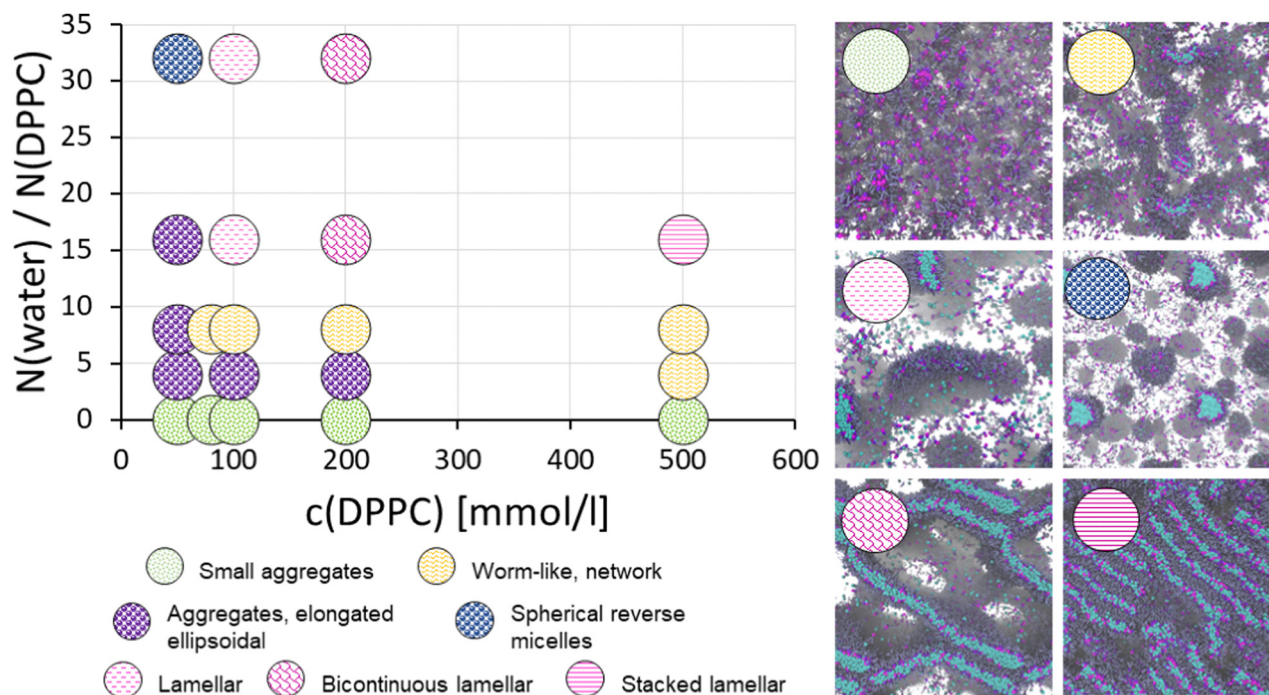 N(water) / N(DPPC)
35
30
25
20
15
10
5
0
0 100 200 300 400 500 600
c(DPPC) [mmol/l]
Small aggregates
Worm-like, network
Aggregates, elongated
ellipsoidal
Spherical reverse
micelles
Lamellar
Bicontinuous lamellar
Stacked lamellar